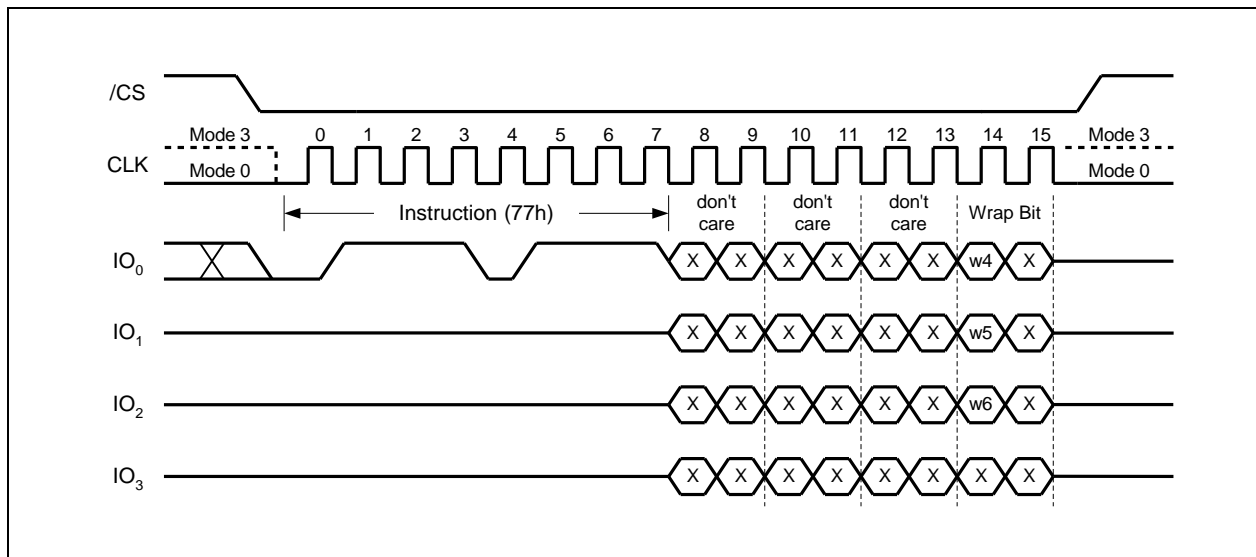 /CS
Mode 3 0 1 2 3 4 5 6 7 8 9 10 11 12 13 14 15 Mode 3
CLK
Mode 0 Mode 0
Instruction (77h) don't care don't care don't care Wrap Bit
IO0 X X X X X X w4 X
IO1 X X X X X X w5 X
IO2 X X X X X X w6 X
IO3 X X X X X X X X